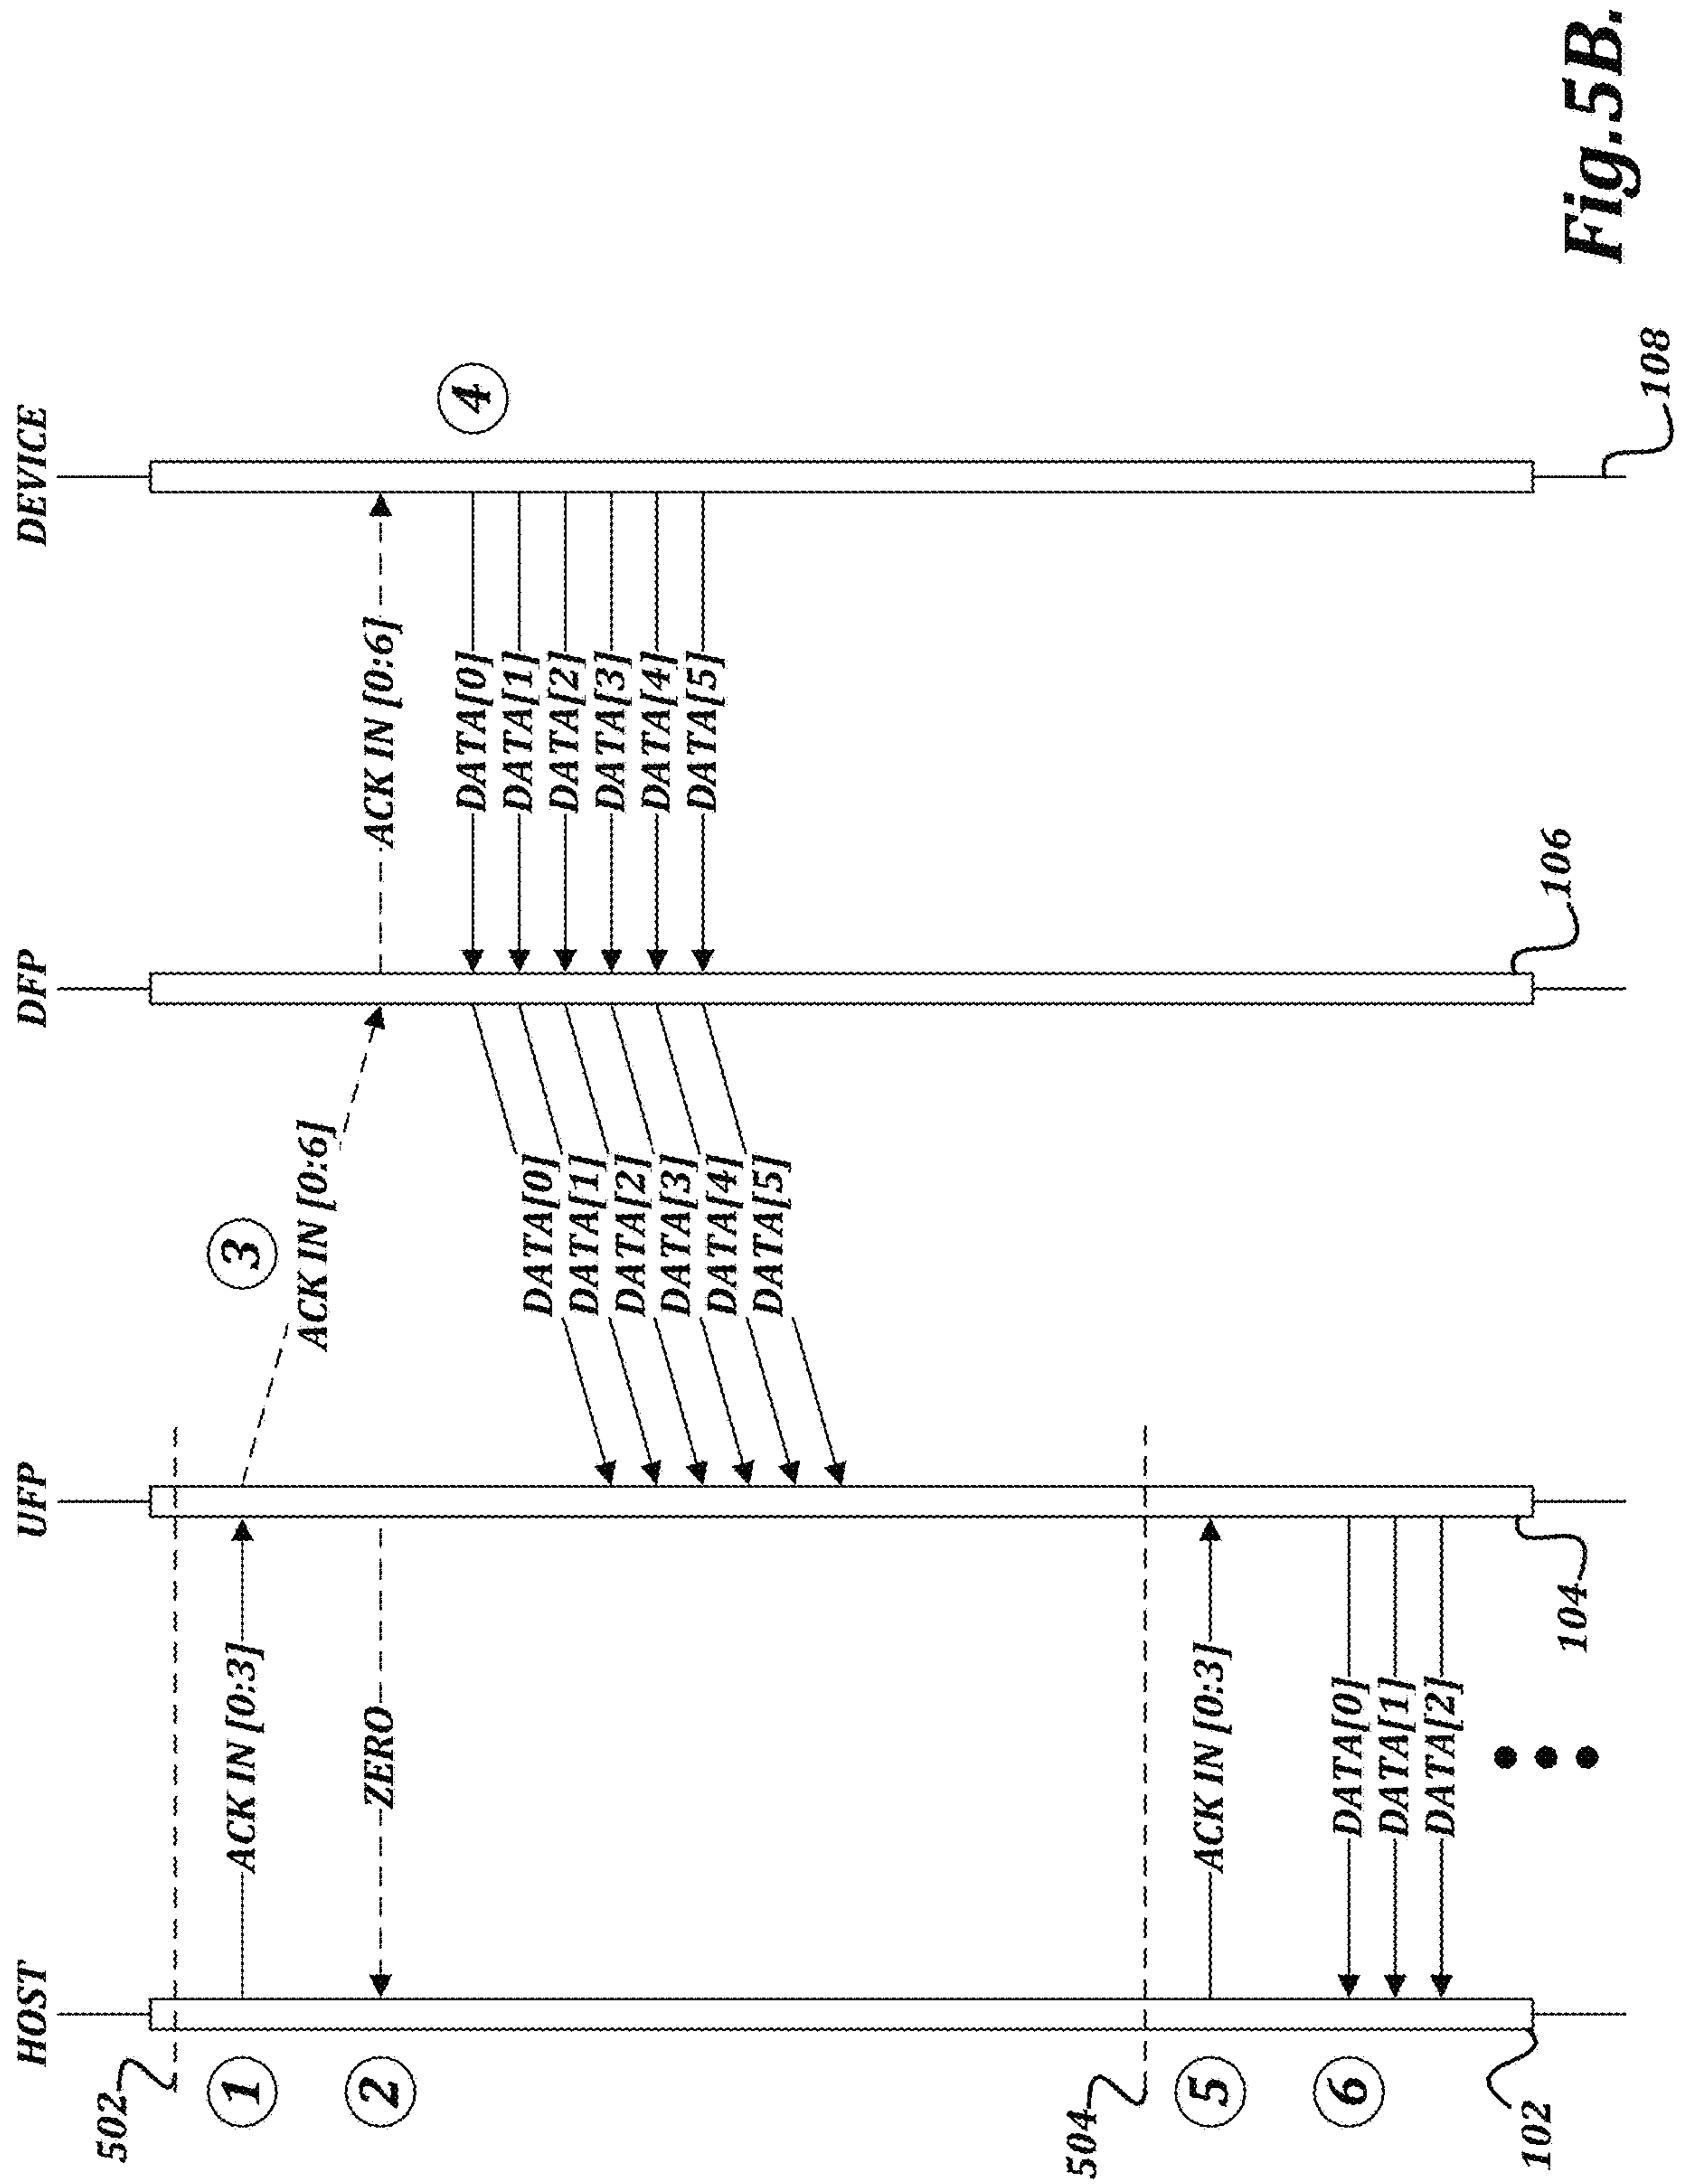 HOST
UFP
DFP
DEVICE
502
1
ACK IN [0:3]
3
ACK IN [0:6]
2
ZERO
ACK IN [0:6]
4
DATA[0]
DATA[1]
DATA[2]
DATA[3]
DATA[4]
DATA[5]
DATA[0]
DATA[1]
DATA[2]
DATA[3]
DATA[4]
DATA[5]
504
5
ACK IN [0:3]
6
DATA[0]
DATA[1]
DATA[2]
102
104
106
108
Fig.5B.